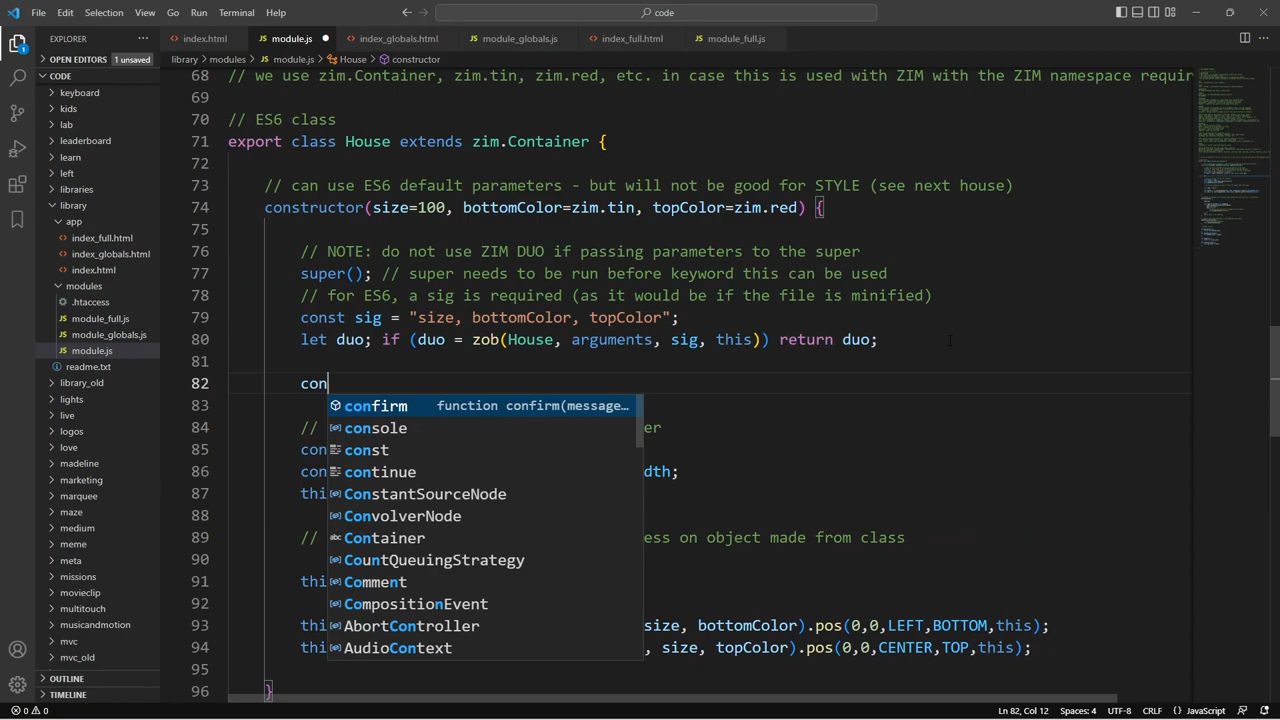 File Edit Selection View Go Run Terminal Help
code
EXPLORER
index.html
module.js
index_globals.html
module_globals.js
index_full.html
module_full.js
OPEN EDITORS 1 unsaved
library > modules > JS module.js > House > constructor
CODE
keyboard
kids
lab
leaderboard
learn
left
libraries
library
app
index_full.html
index_globals.html
index.html
modules
.htaccess
JS module_full.js
JS module_globals.js
JS module.js
readme.txt
library_old
lights
live
logos
love
madeline
marketing
marquee
maze
medium
meme
meta
missions
movieclip
multitouch
musicandmotion
mvc
mvc_old
OUTLINE
TIMELINE
68 // we use zim.Container, zim.tin, zim.red, etc. in case this is used with ZIM with the ZIM namespace requir
69
70 // ES6 class
71 export class House extends zim.Container {
72
73 // can use ES6 default parameters - but will not be good for STYLE (see next house)
74 constructor(size=100, bottomColor=zim.tin, topColor=zim.red) {
75
76 // NOTE: do not use ZIM DUO if passing parameters to the super
77 super(); // super needs to be run before keyword this can be used
78 // for ES6, a sig is required (as it would be if the file is minified)
79 const sig = "size, bottomColor, topColor";
80 let duo; if (duo = zob(House, arguments, sig, this)) return duo;
81
82 con
83
confirm function confirm(message…
84 // er
console
85 con
const
86 con dth;
continue
87 thi
ConstantSourceNode
88
ConvolverNode
89 // ess on object made from class
Container
90
CountQueuingStrategy
91 thi
Comment
92
CompositionEvent
93 thi size, bottomColor).pos(0,0,LEFT,BOTTOM,this);
AbortController
94 thi , size, topColor).pos(0,0,CENTER,TOP,this);
AudioContext
95
96 }
0 0
Ln 82, Col 12 Spaces: 4 UTF-8 CRLF {} JavaScript